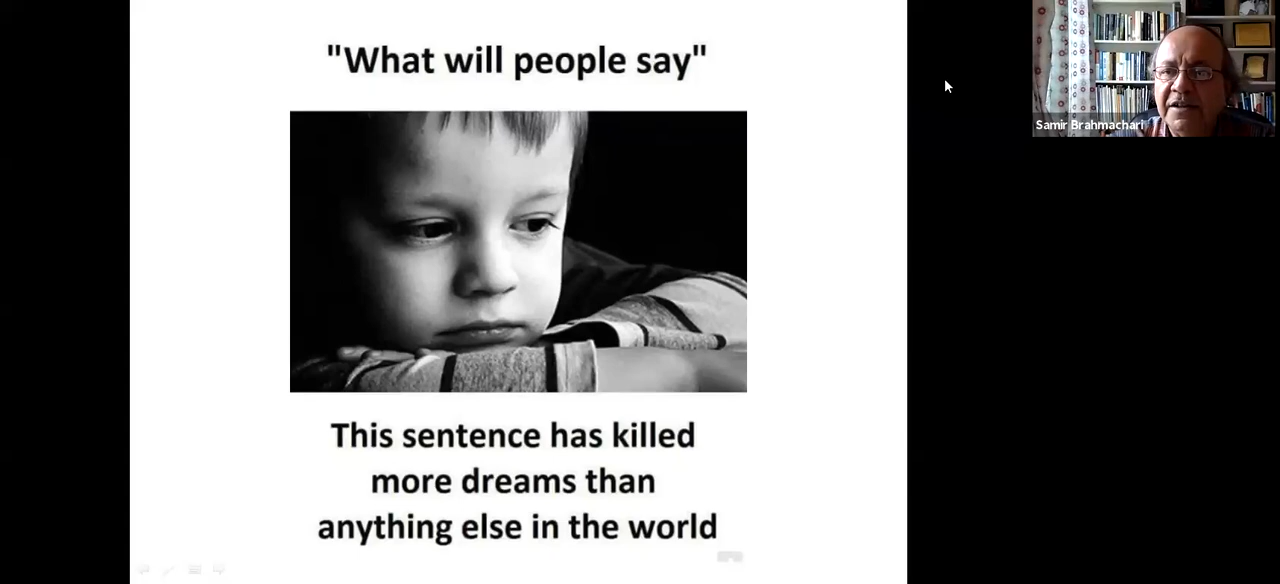 "What will people say"
Samir Brahmachari
This sentence has killed
more dreams than
anything else in the world